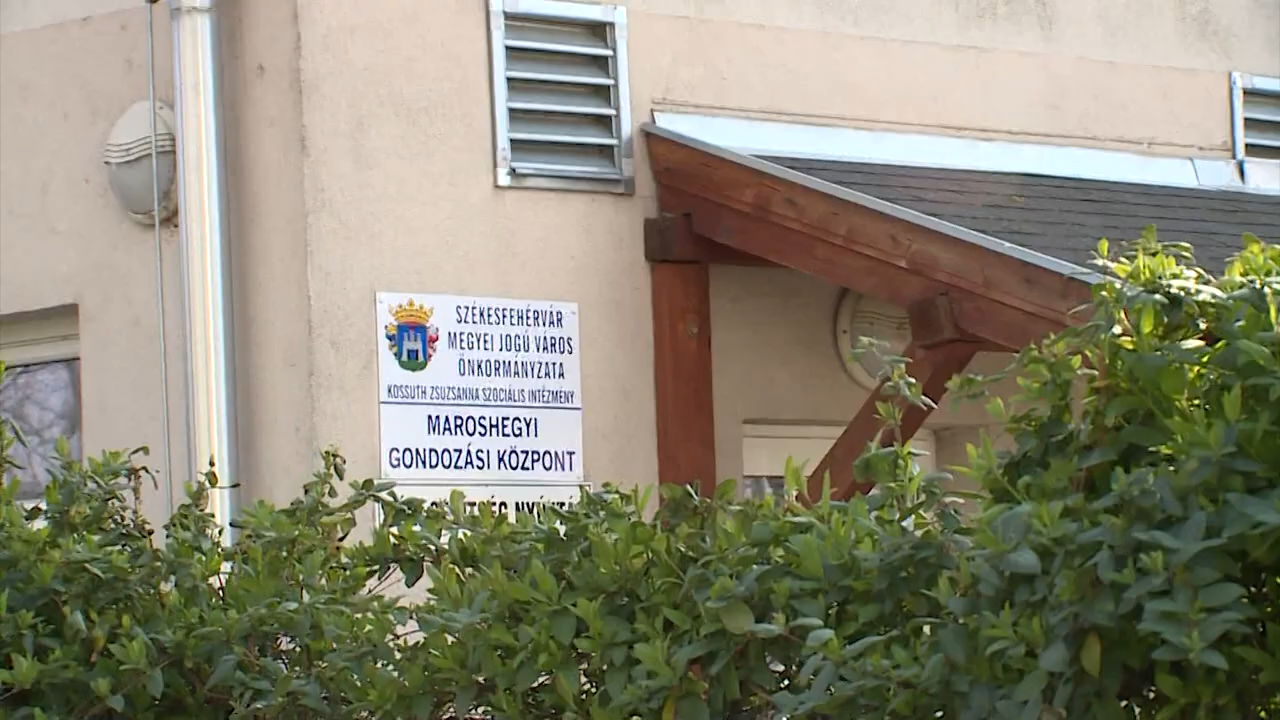 SZÉKESFEHÉRVÁR
MEGYEI JOGÚ VÁROS
ÖNKORMÁNYZATA
KOSSUTH ZSUZSANNA SZOCIÁLIS INTÉZMÉNY
MAROSHEGYI
GONDOZÁSI KÖZPONT